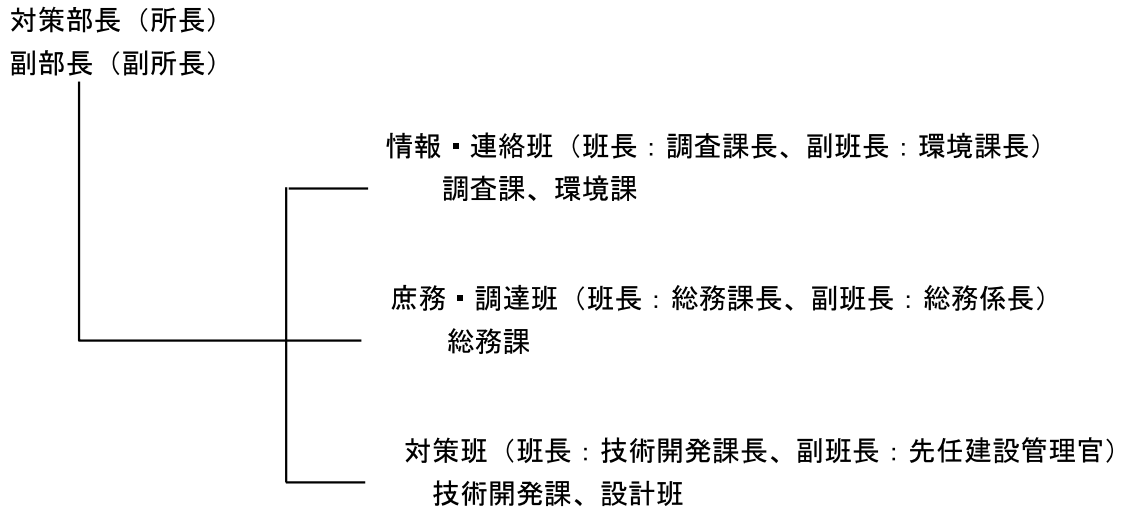 対策部長（所長）
副部長（副所長）
情報・連絡班（班長：調査課長、副班長：環境課長）
調査課、環境課
庶務・調達班（班長：総務課長、副班長：総務係長）
総務課
対策班（班長：技術開発課長、副班長：先任建設管理官）
技術開発課、設計班